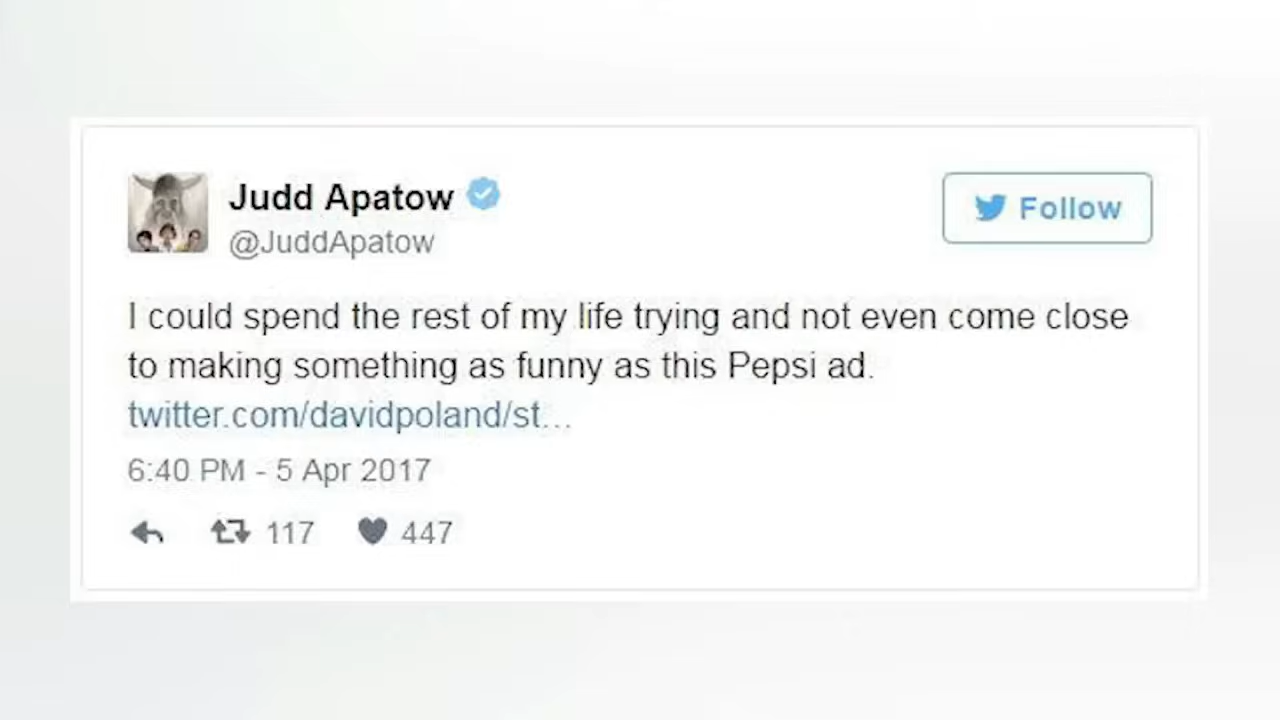 Judd Apatow
@JuddApatow
Follow
I could spend the rest of my life trying and not even come close
to making something as funny as this Pepsi ad.
twitter.com/davidpoland/st...
6:40 PM - 5 Apr 2017
117 447